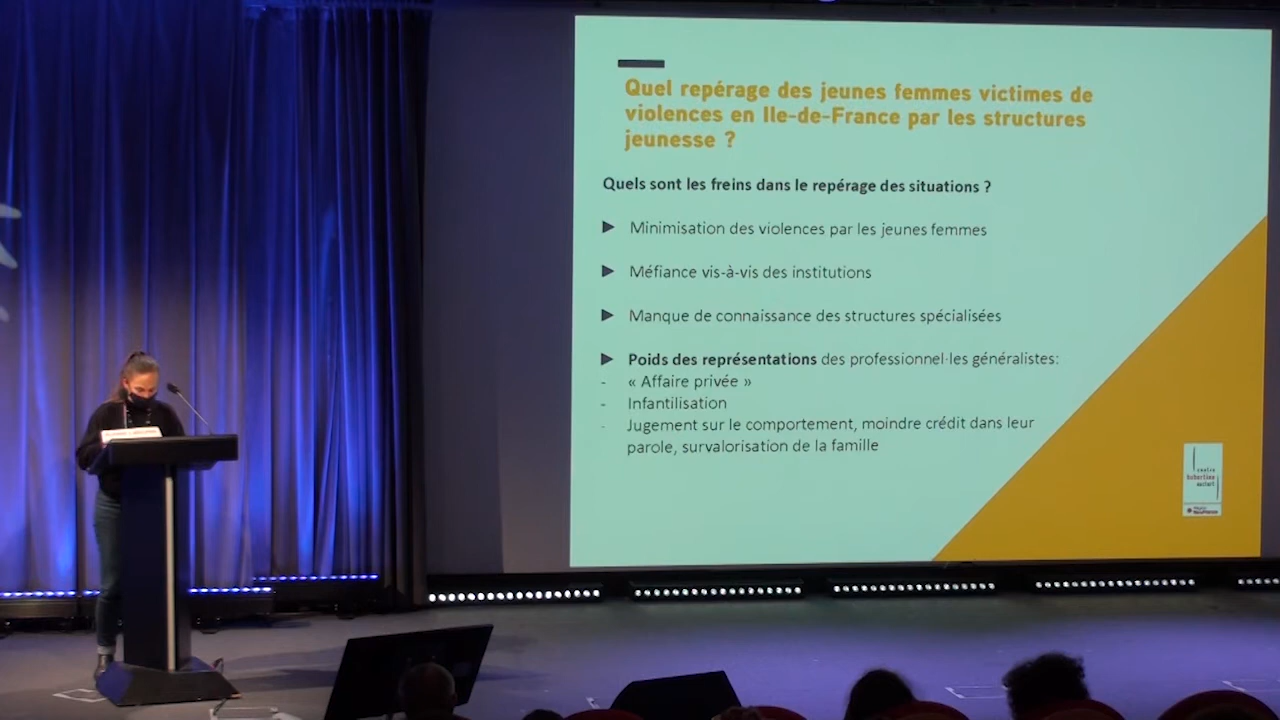 Quel repérage des jeunes femmes victimes de
violences en Ile-de-France par les structures
jeunesse ?
Quels sont les freins dans le repérage des situations ?
► Minimisation des violences par les jeunes femmes
► Méfiance vis-à-vis des institutions
► Manque de connaissance des structures spécialisées
► Poids des représentations des professionnel·les généralistes:
- « Affaire privée »
- Infantilisation
- Jugement sur le comportement, moindre crédit dans leur
parole, survalorisation de la famille
centre
hubertine
auclert